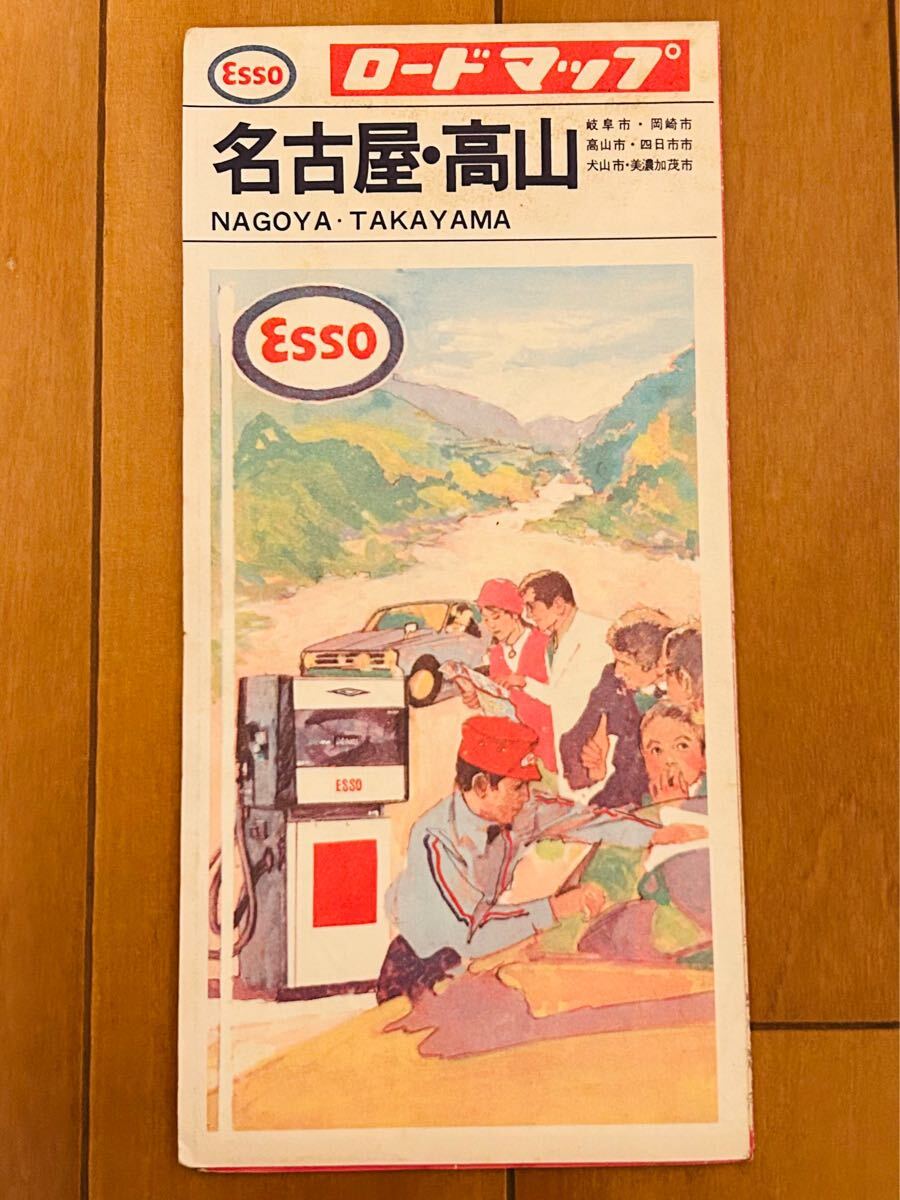 Esso
ロードマップ
名古屋・高山
岐阜市・岡崎市
高山市・四日市市
犬山市・美濃加茂市
NAGOYA・TAKAYAMA
Esso
ESSO